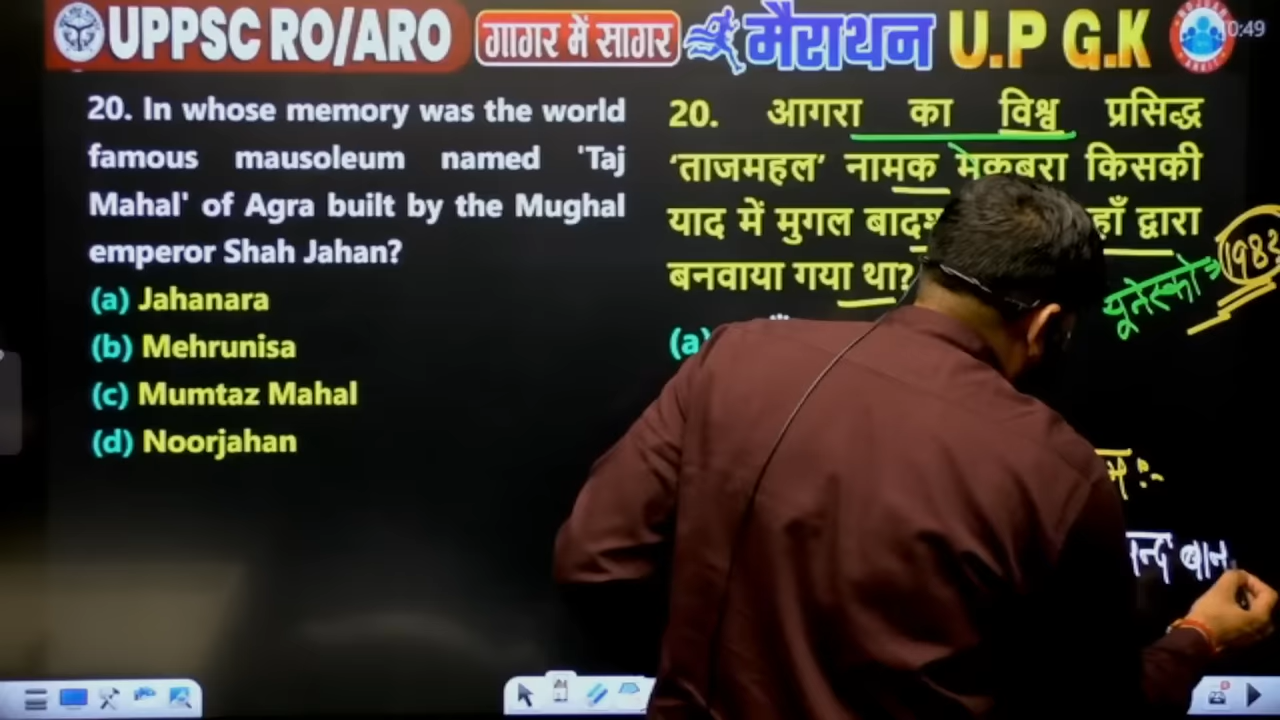 UPPSC RO/ARO गागर में सागर मैराथन U.P G.K
20. In whose memory was the world
famous mausoleum named 'Taj
Mahal' of Agra built by the Mughal
emperor Shah Jahan?
(a) Jahanara
(b) Mehrunisa
(c) Mumtaz Mahal
(d) Noorjahan
20. आगरा का विश्व प्रसिद्ध
‘ताजमहल’ नामक मकबरा किसकी
याद में मुगल द्वारा
बनवाया गया था?
(a)
यूनेस्को 1983
बान